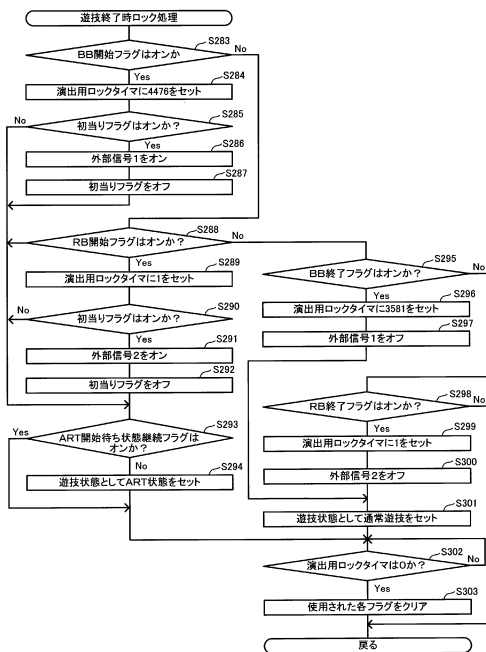 遊技終了時ロック処理
S283
BB開始フラグはオンか
No
Yes
S284
演出用ロックタイマに4476をセット
S285
No
初当りフラグはオンか？
Yes
S286
外部信号1をオン
S287
初当りフラグをオフ
S288
RB開始フラグはオンか？
No
Yes
S289
演出用ロックタイマに1をセット
S290
No
初当りフラグはオンか？
Yes
S291
外部信号2をオン
S292
初当りフラグをオフ
S293
Yes
ART開始待ち状態継続フラグは
オンか？
No
S294
遊技状態としてART状態をセット
S295
BB終了フラグはオンか？
No
Yes
S296
演出用ロックタイマに3581をセット
S297
外部信号1をオフ
S298
RB終了フラグはオンか？
No
Yes
S299
演出用ロックタイマに1をセット
S300
外部信号2をオフ
S301
遊技状態として通常遊技をセット
S302
演出用ロックタイマは0か？
No
Yes
S303
使用された各フラグをクリア
戻る